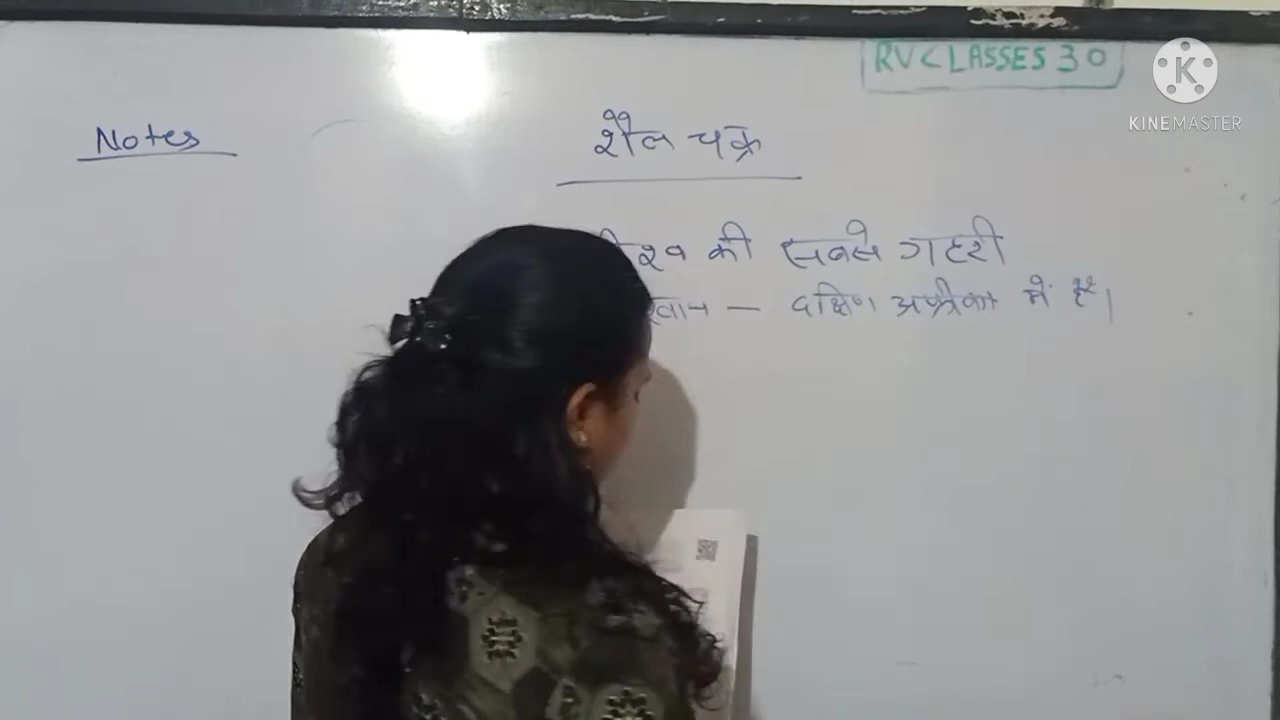 RV CLASSES 30
KINEMASTER
Notes
शैल चक्र
की सबसे गहरी
खान — दक्षिण अफ्रीका में है।